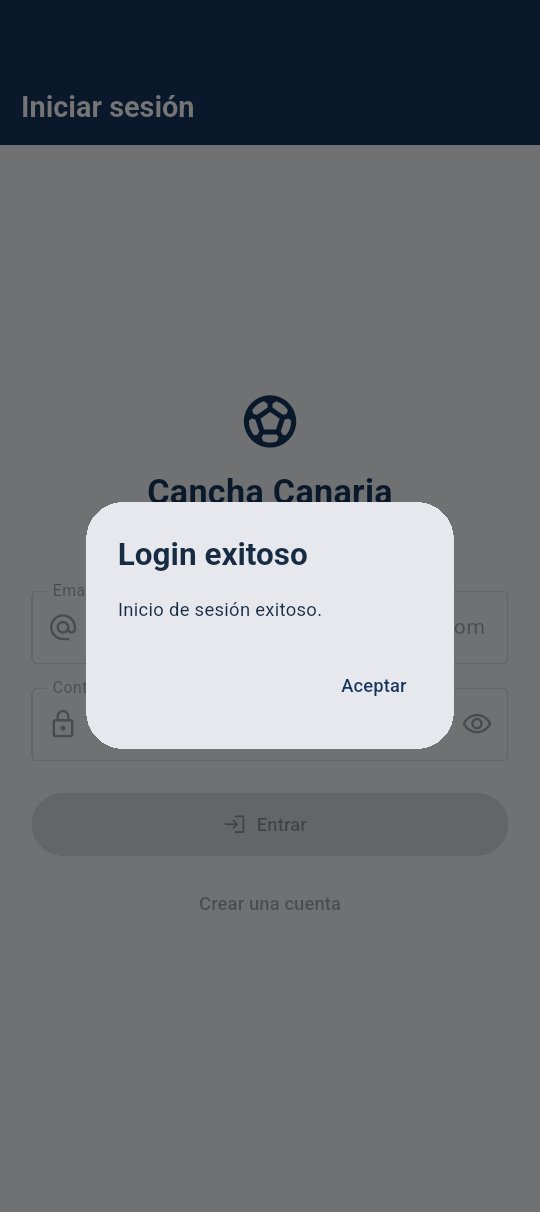 Iniciar sesión
Cancha Canaria
Login exitoso
Inicio de sesión exitoso.
Aceptar
Entrar
Crear una cuenta